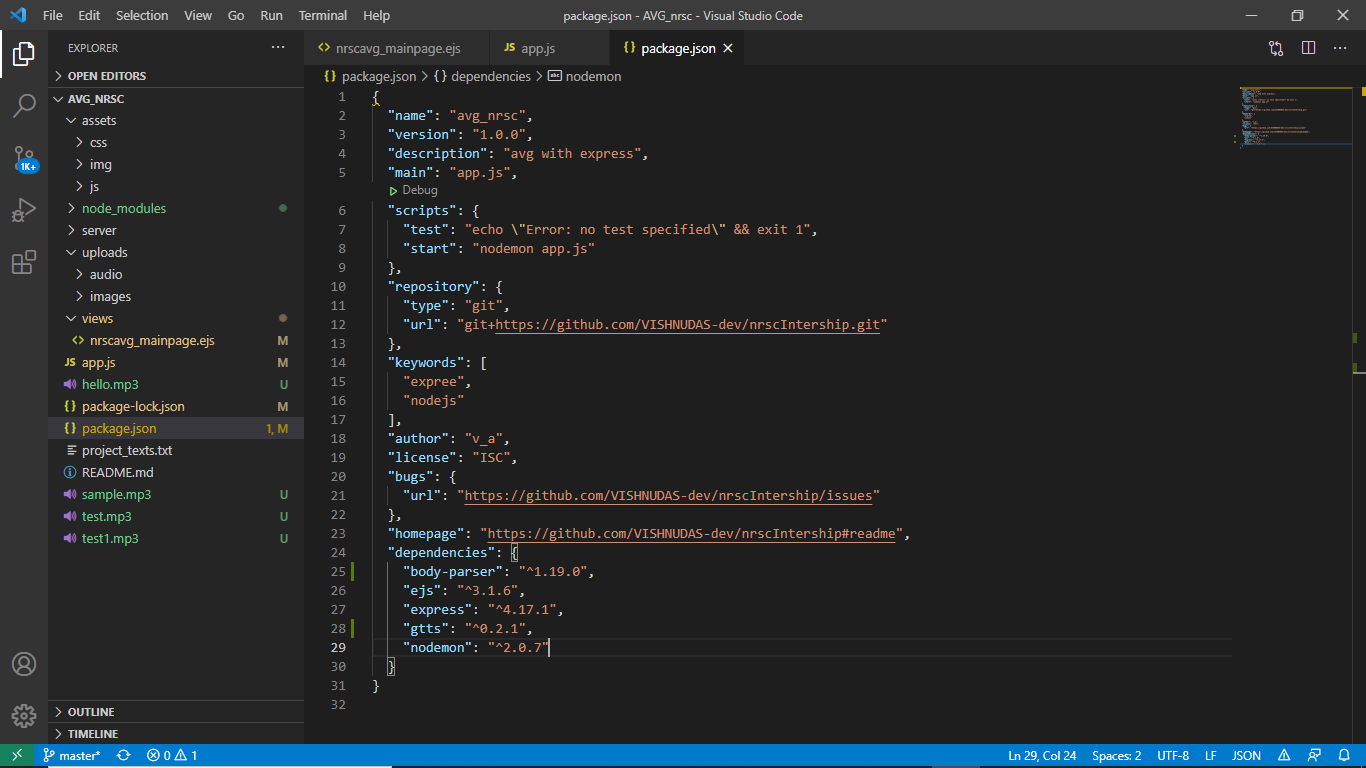 File Edit Selection View Go Run Terminal Help package.json - AVG_nrsc - Visual Studio Code
EXPLORER
OPEN EDITORS
AVG_NRSC
assets
css
img
js
node_modules
server
uploads
audio
images
views
nrscavg_mainpage.ejs M
JS app.js M
hello.mp3 U
{} package-lock.json M
{} package.json 1, M
project_texts.txt
README.md
sample.mp3 U
test.mp3 U
test1.mp3 U
OUTLINE
TIMELINE
1K+
<> nrscavg_mainpage.ejs JS app.js {} package.json
{} package.json > {} dependencies > abc nodemon
1 {
2 "name": "avg_nrsc",
3 "version": "1.0.0",
4 "description": "avg with express",
5 "main": "app.js",
Debug
6 "scripts": {
7 "test": "echo \"Error: no test specified\" && exit 1",
8 "start": "nodemon app.js"
9 },
10 "repository": {
11 "type": "git",
12 "url": "git+https://github.com/VISHNUDAS-dev/nrscIntership.git"
13 },
14 "keywords": [
15 "expree",
16 "nodejs"
17 ],
18 "author": "v_a",
19 "license": "ISC",
20 "bugs": {
21 "url": "https://github.com/VISHNUDAS-dev/nrscIntership/issues"
22 },
23 "homepage": "https://github.com/VISHNUDAS-dev/nrscIntership#readme",
24 "dependencies": {
25 "body-parser": "^1.19.0",
26 "ejs": "^3.1.6",
27 "express": "^4.17.1",
28 "gtts": "^0.2.1",
29 "nodemon": "^2.0.7"
30 }
31 }
32
master* 0 1 Ln 29, Col 24 Spaces: 2 UTF-8 LF JSON